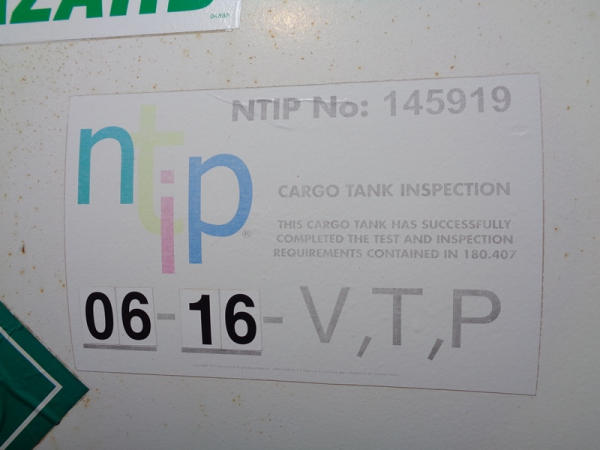 AZARD
NTIP No: 145919
ntip®
CARGO TANK INSPECTION
THIS CARGO TANK HAS SUCCESSFULLY
COMPLETED THE TEST AND INSPECTION
REQUIREMENTS CONTAINED IN 180.407
06-16-V,T,P